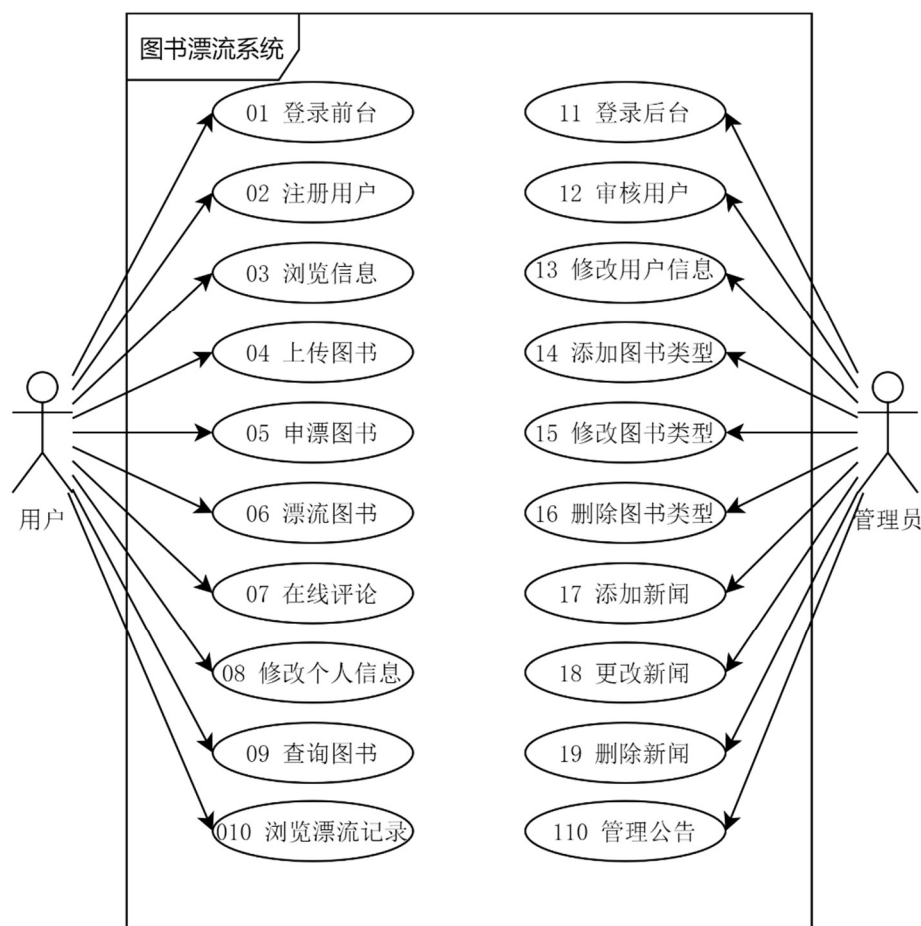 图书漂流系统
01 登录前台
11 登录后台
02 注册用户
12 审核用户
03 浏览信息
13 修改用户信息
04 上传图书
14 添加图书类型
05 申漂图书
15 修改图书类型
06 漂流图书
16 删除图书类型
用户
管理员
07 在线评论
17 添加新闻
08 修改个人信息
18 更改新闻
09 查询图书
19 删除新闻
010 浏览漂流记录
110 管理公告